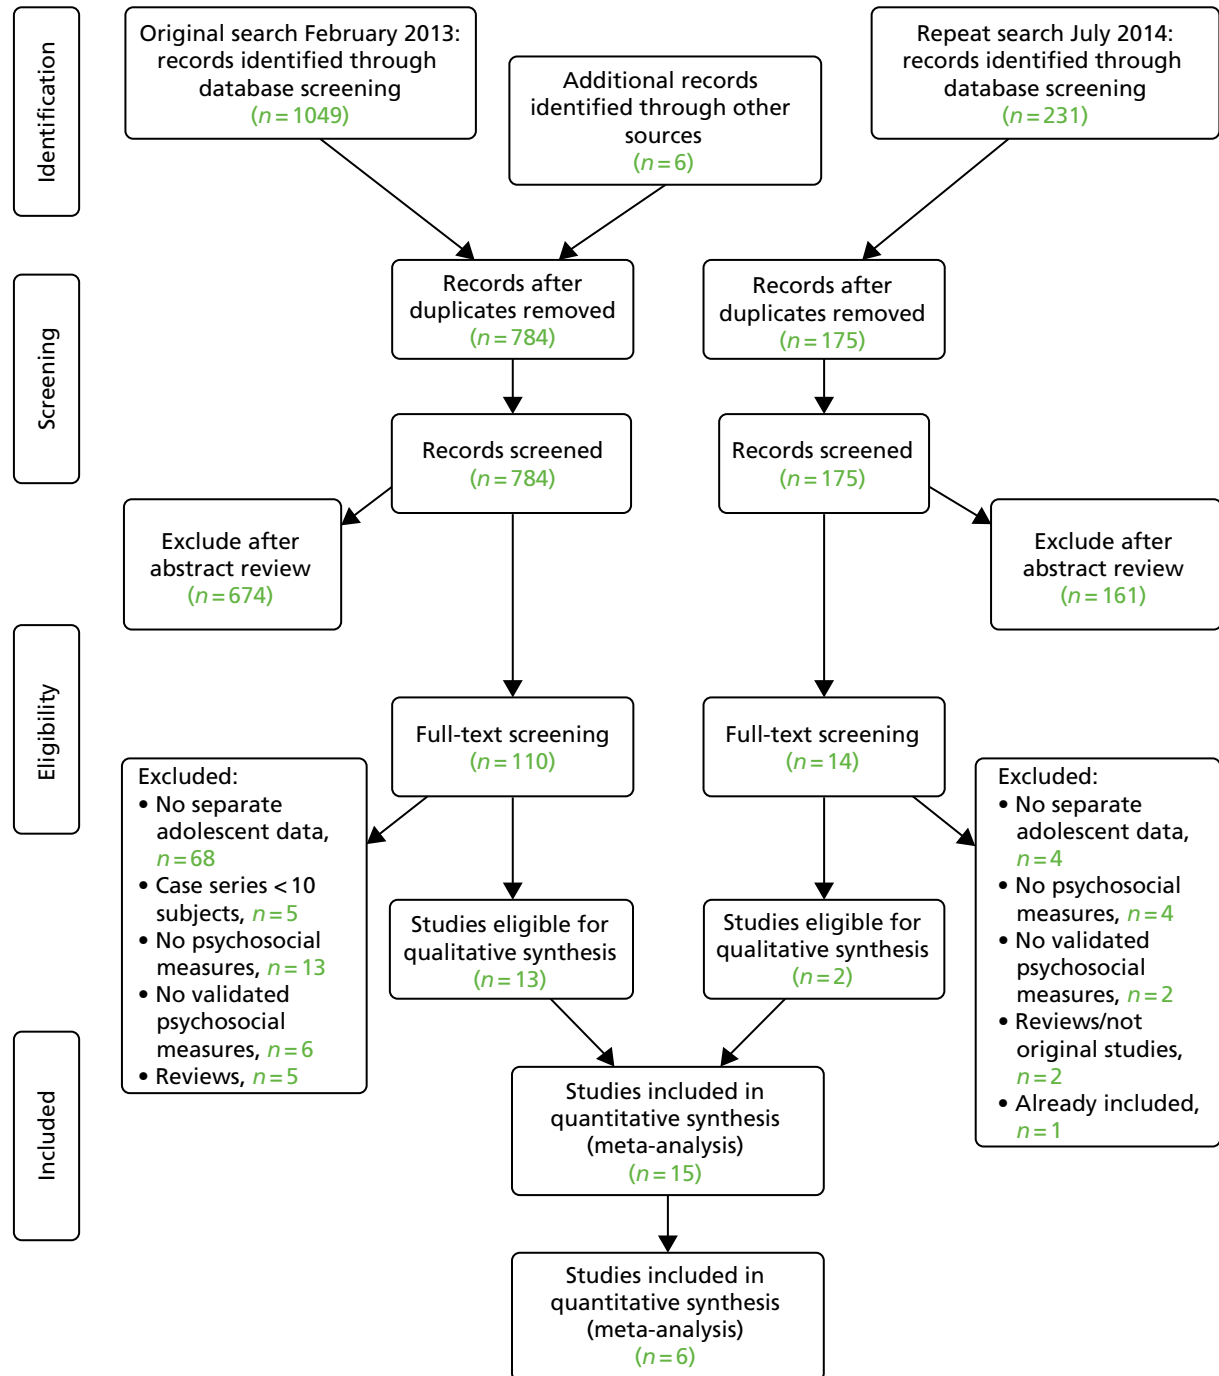 Identification
Original search February 2013:
records identified through
database screening
(n=1049)
Additional records
identified through other
sources
(n=6)
Repeat search July 2014:
records identified through
database screening
(n=231)
Screening
Records after
duplicates removed
(n=784)
Records after
duplicates removed
(n=175)
Records screened
(n=784)
Records screened
(n=175)
Exclude after
abstract review
(n=674)
Exclude after
abstract review
(n=161)
Eligibility
Full-text screening
(n=110)
Full-text screening
(n=14)
Excluded:
• No separate
adolescent data,
n=68
• Case series <10
subjects, n=5
• No psychosocial
measures, n=13
• No validated
psychosocial
measures, n=6
• Reviews, n=5
Excluded:
• No separate
adolescent data,
n=4
• No psychosocial
measures, n=4
• No validated
psychosocial
measures, n=2
• Reviews/not
original studies,
n=2
• Already included,
n=1
Studies eligible for
qualitative synthesis
(n=13)
Studies eligible for
qualitative synthesis
(n=2)
Included
Studies included in
quantitative synthesis
(meta-analysis)
(n=15)
Studies included in
quantitative synthesis
(meta-analysis)
(n=6)